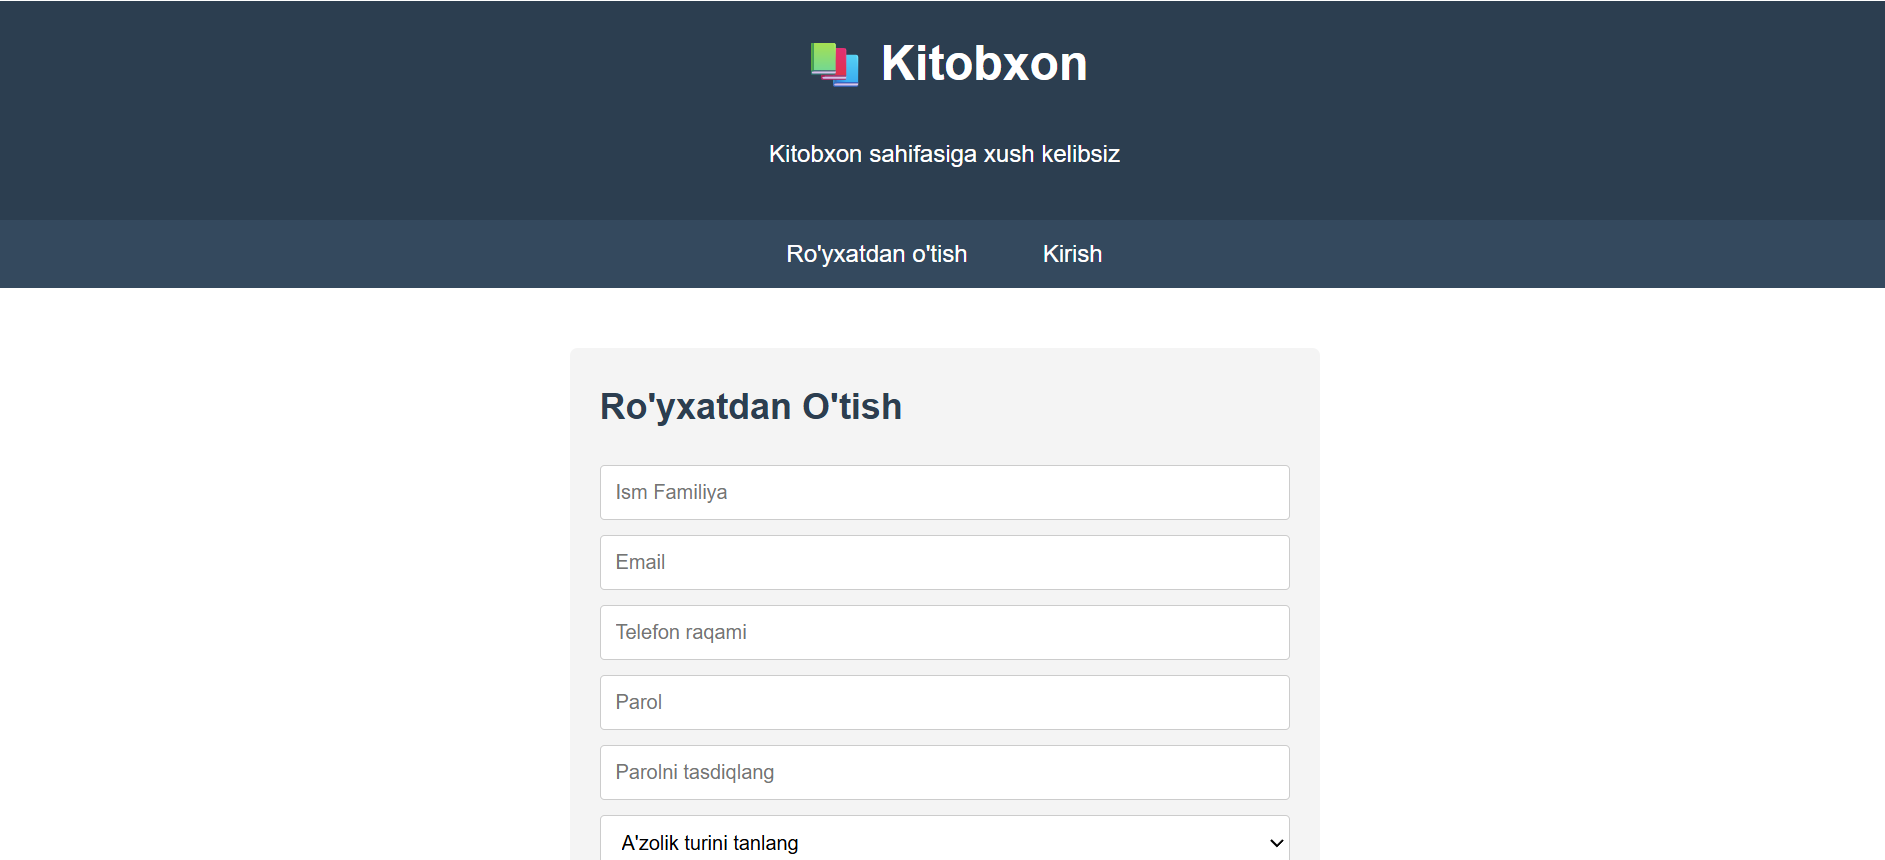 Kitobxon
Kitobxon sahifasiga xush kelibsiz
Ro'yxatdan o'tish Kirish
Ro'yxatdan O'tish
Ism Familiya
Email
Telefon raqami
Parol
Parolni tasdiqlang
A'zolik turini tanlang